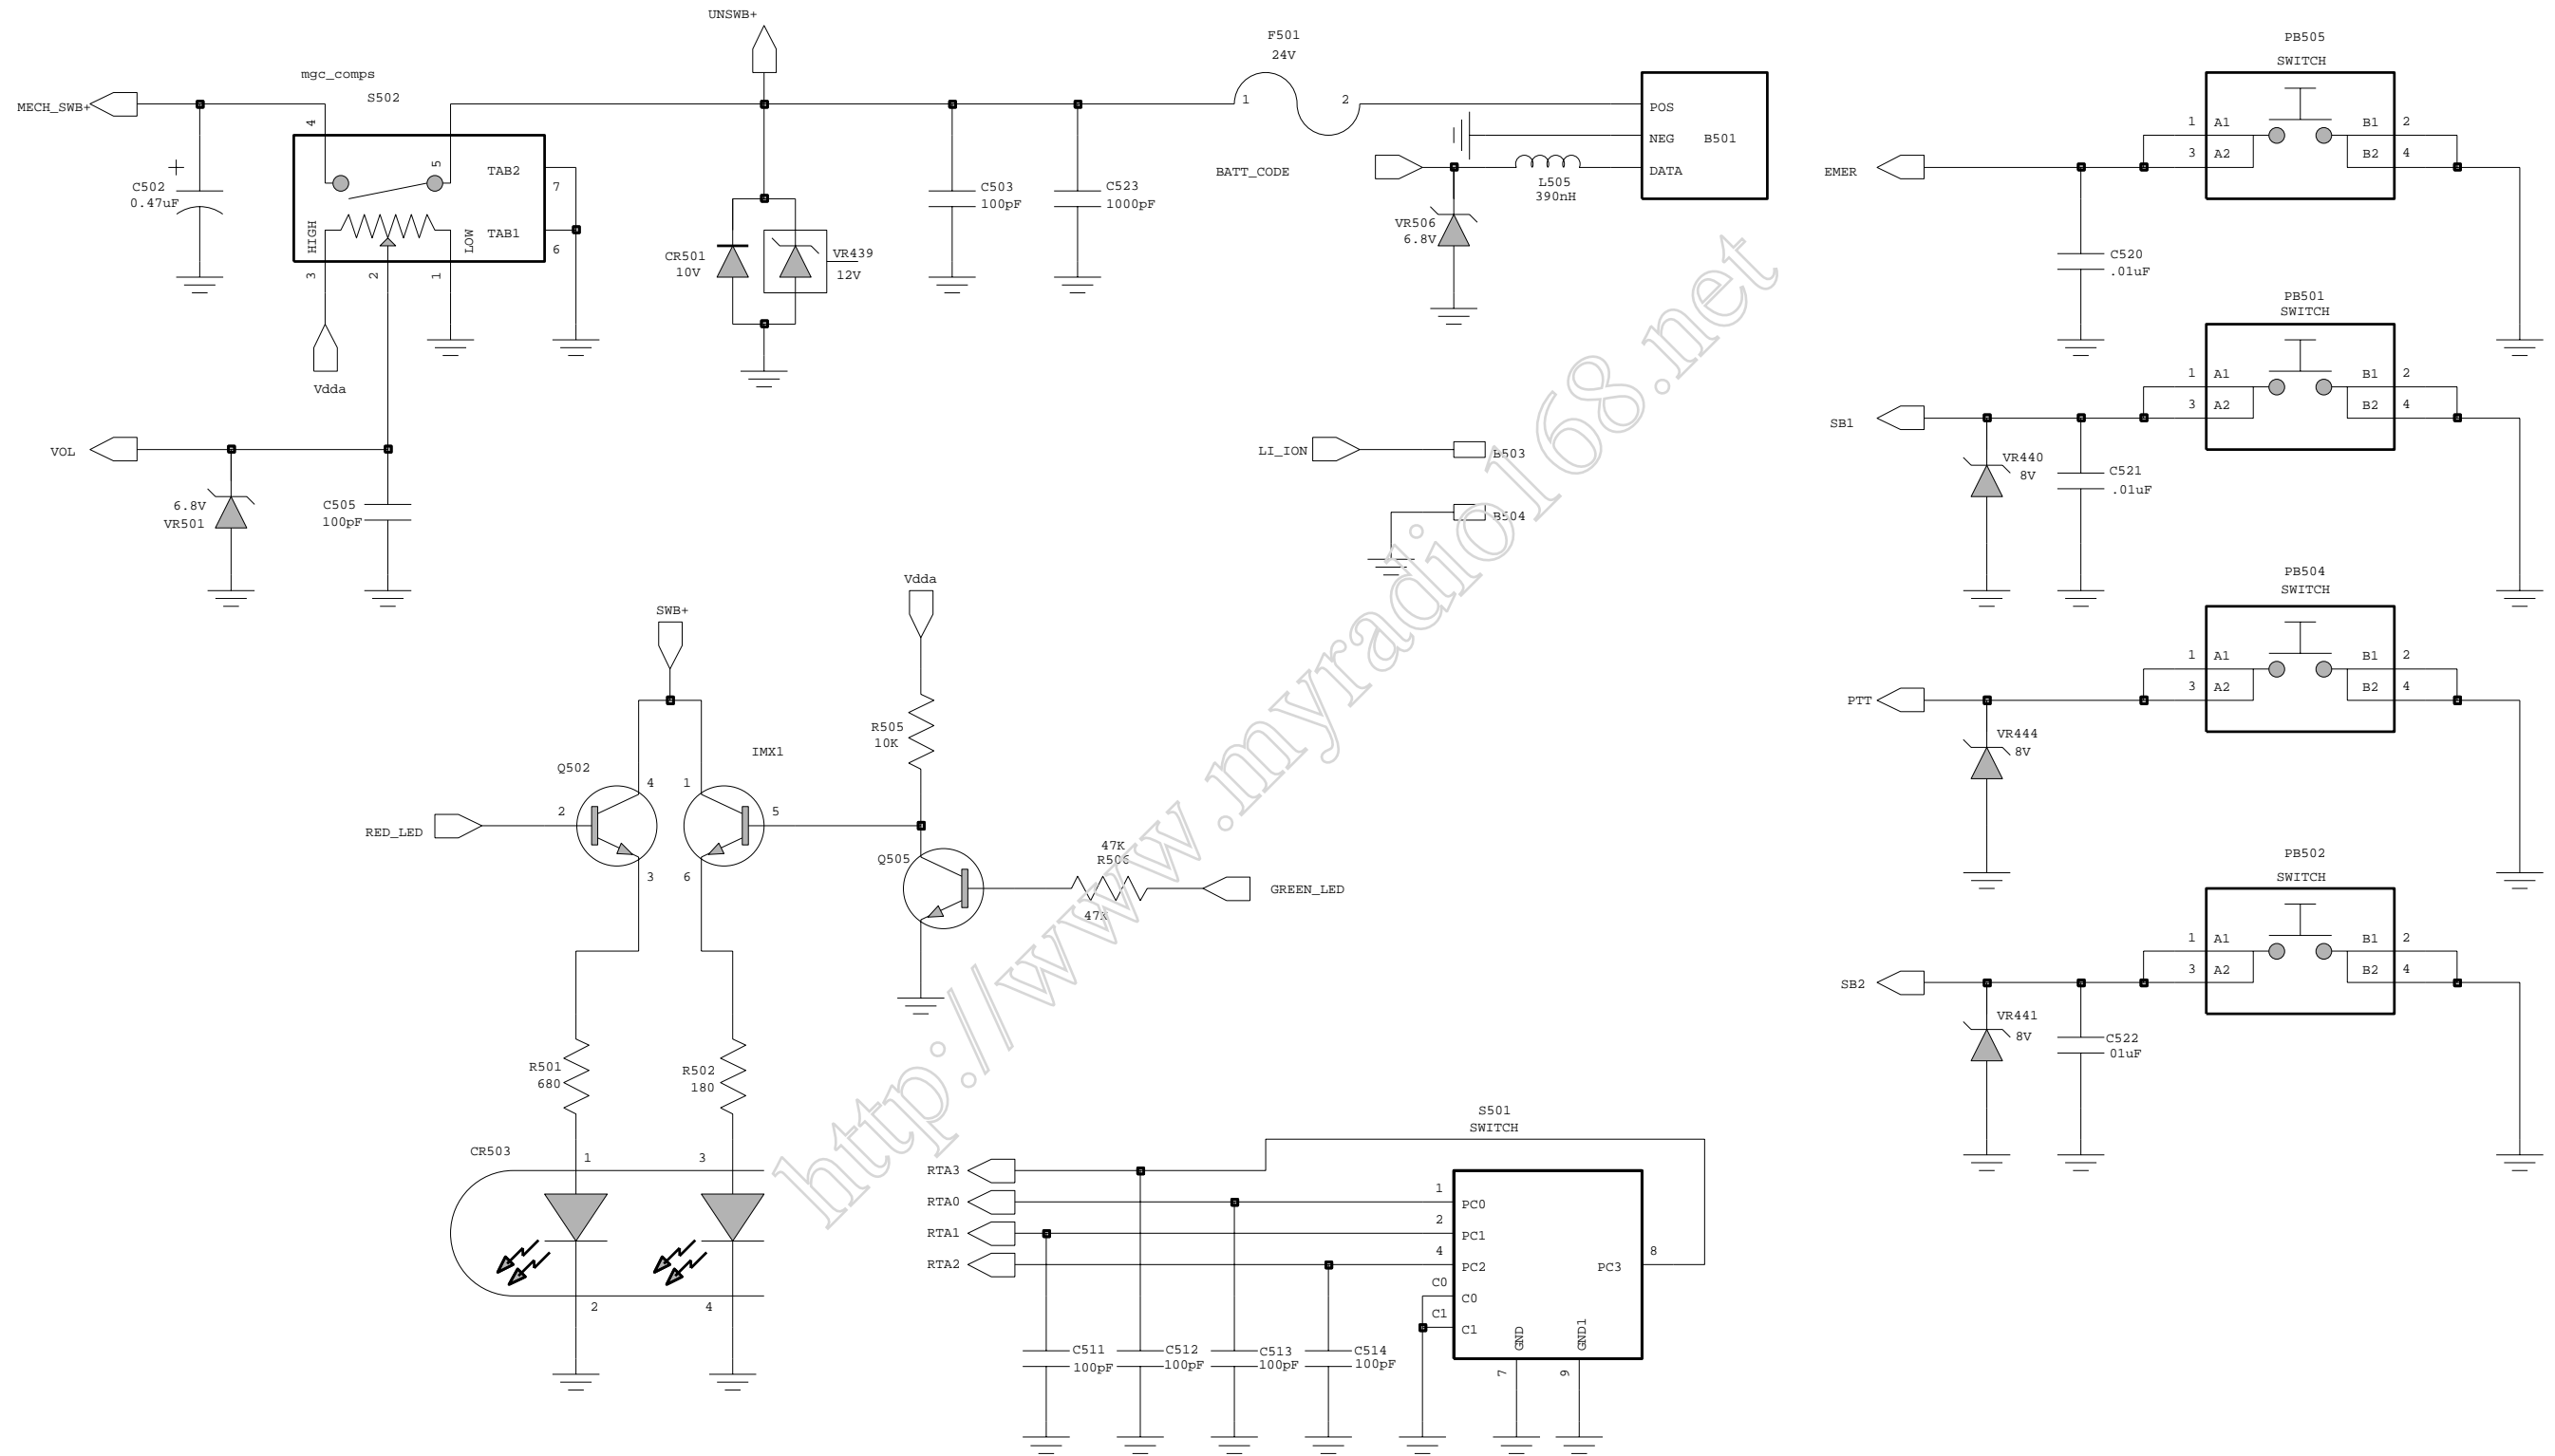 UNSWB+
F501
24V
PB505
SWITCH
mgc_comps
S502
MECH_SWB+
4
5
1
2
POS
NEG
B501
DATA
TAB2
7
TAB1
6
HIGH
LOW
3
2
1
C502
0.47uF
+
Vdda
CR501
10V
VR439
12V
C503
100pF
C523
1000pF
BATT_CODE
L505
390nH
VR506
6.8V
EMER
1
A1
B1
2
3
A2
B2
4
C520
.01uF
PB501
SWITCH
SB1
1
A1
B1
2
3
A2
B2
4
VR440
8V
C521
.01uF
VOL
6.8V
VR501
C505
100pF
LI_ION
B503
B504
PB504
SWITCH
PTT
1
A1
B1
2
3
A2
B2
4
VR444
8V
Vdda
SWB+
R505
10K
IMX1
Q502
4
1
2
5
RED_LED
3
6
Q505
47K
R506
GREEN_LED
47K
PB502
SWITCH
SB2
1
A1
B1
2
3
A2
B2
4
VR441
8V
C522
01uF
R501
680
R502
180
CR503
1
3
2
4
S501
SWITCH
RTA3
RTA0
RTA1
RTA2
1
PC0
2
PC1
4
PC2
PC3
8
C0
C0
C1
C1
GND
GND1
7
9
C511
100pF
C512
100pF
C513
100pF
C514
100pF
http://www.myradio168.net